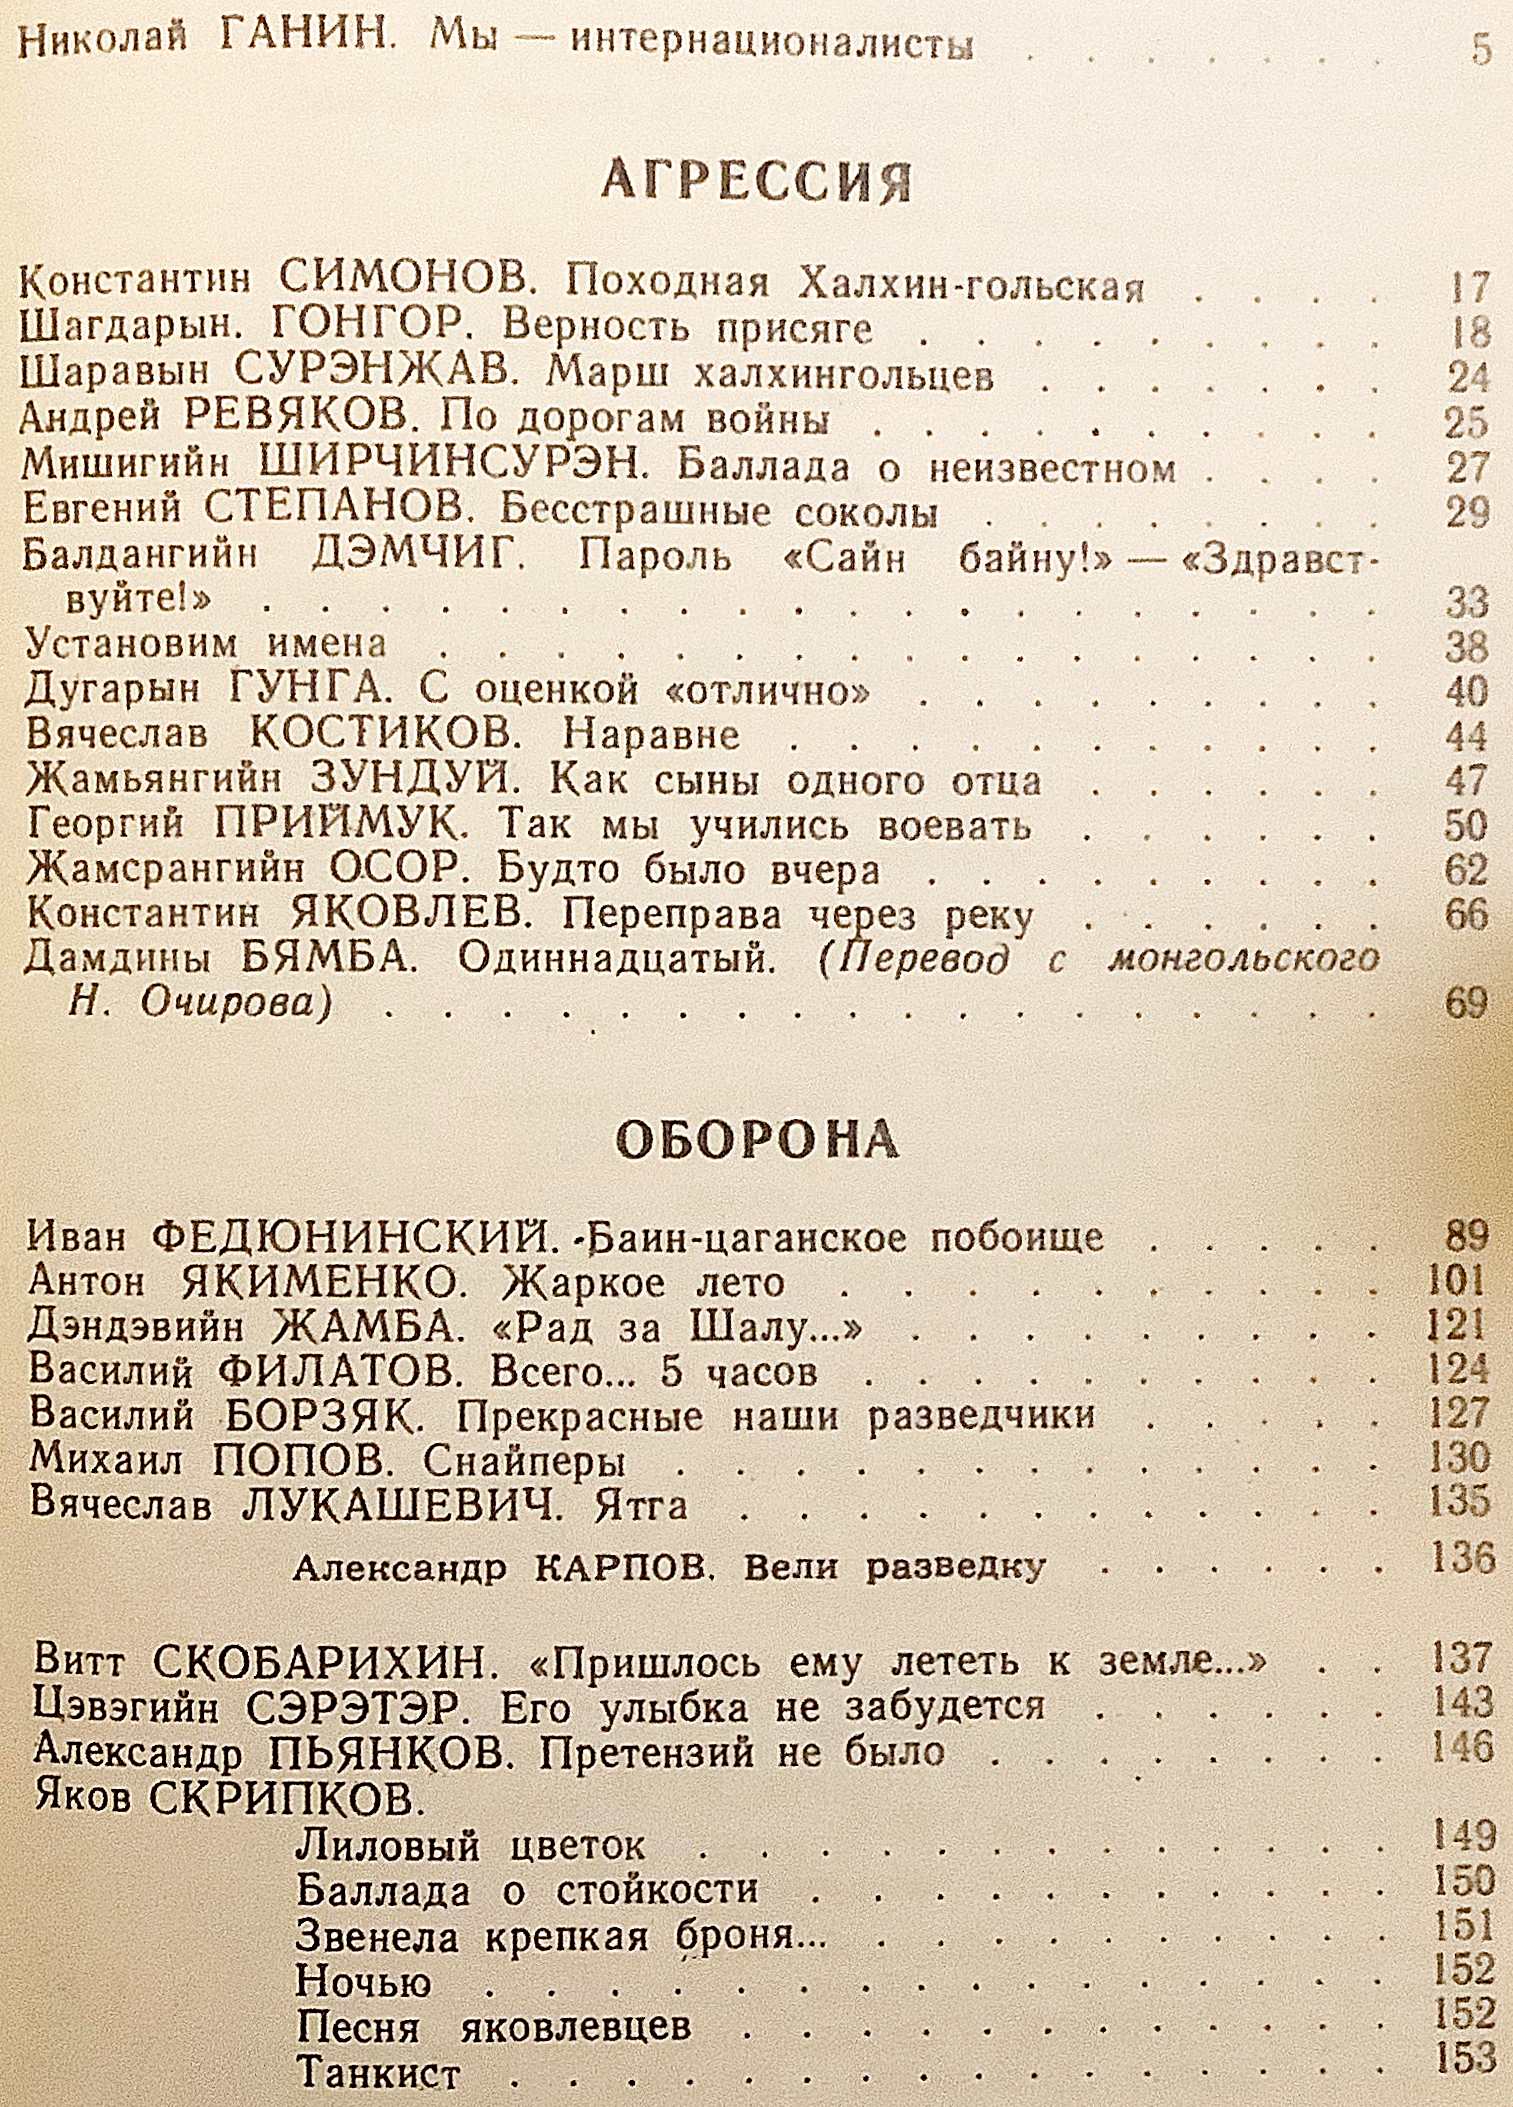 Николай ГАНИН. Мы — интернационалисты . . . . . . 5
АГРЕССИЯ
Константин СИМОНОВ. Походная Халхин-гольская . . . . 17
Шагдарын. ГОНГОР. Верность присяге . . . . . . . . . 18
Шаравын СУРЭНЖАВ. Марш халхингольцев . . . . . . . 24
Андрей РЕВЯКОВ. По дорогам войны . . . . . . . . . . 25
Мишигийн ШИРЧИНСУРЭН. Баллада о неизвестном . . . . 27
Евгений СТЕПАНОВ. Бесстрашные соколы . . . . . . . . 29
Балдангийн ДЭМЧИГ. Пароль «Сайн байну!» — «Здравст-
вуйте!» . . . . . . . . . . . . . . . . . . . . 33
Установим имена . . . . . . . . . . . . . . . . . 38
Дугарын ГУНГА. С оценкой «отлично» . . . . . . . . . 40
Вячеслав КОСТИКОВ. Наравне . . . . . . . . . . . 44
Жамьянгийн ЗУНДУЙ. Как сыны одного отца . . . . . . 47
Георгий ПРИЙМУК. Так мы учились воевать . . . . . . 50
Жамсрангийн ОСОР. Будто было вчера . . . . . . . . . 62
Константин ЯКОВЛЕВ. Переправа через реку . . . . . . 66
Дамдины БЯМБА. Одиннадцатый. (Перевод с монгольского
Н. Очирова) . . . . . . . . . . . . . . . . . . 69
ОБОРОНА
Иван ФЕДЮНИНСКИЙ. Баин-цаганское побоище . . . . . 89
Антон ЯКИМЕНКО. Жаркое лето . . . . . . . . . . 101
Дэндэвийн ЖАМБА. «Рад за Шалу...» . . . . . . . . . 121
Василий ФИЛАТОВ. Всего... 5 часов . . . . . . . . . . 124
Василий БОРЗЯК. Прекрасные наши разведчики . . . . . 127
Михаил ПОПОВ. Снайперы . . . . . . . . . . . . . 130
Вячеслав ЛУКАШЕВИЧ. Ятга . . . . . . . . . . . . 135
Александр КАРПОВ. Вели разведку . . . . . . 136
Витт СКОБАРИХИН. «Пришлось ему лететь к земле...» . . 137
Цэвэгийн СЭРЭТЭР. Его улыбка не забудется . . . . . . 143
Александр ПЬЯНКОВ. Претензий не было . . . . . . . . 146
Яков СКРИПКОВ.
Лиловый цветок . . . . . . . . . . . . 149
Баллада о стойкости . . . . . . . . . . 150
Звенела крепкая броня... . . . . . . . . . . 151
Ночью . . . . . . . . . . . . . . . 152
Песня яковлевцев . . . . . . . . . . . . 152
Танкист . . . . . . . . . . . . . . . 153